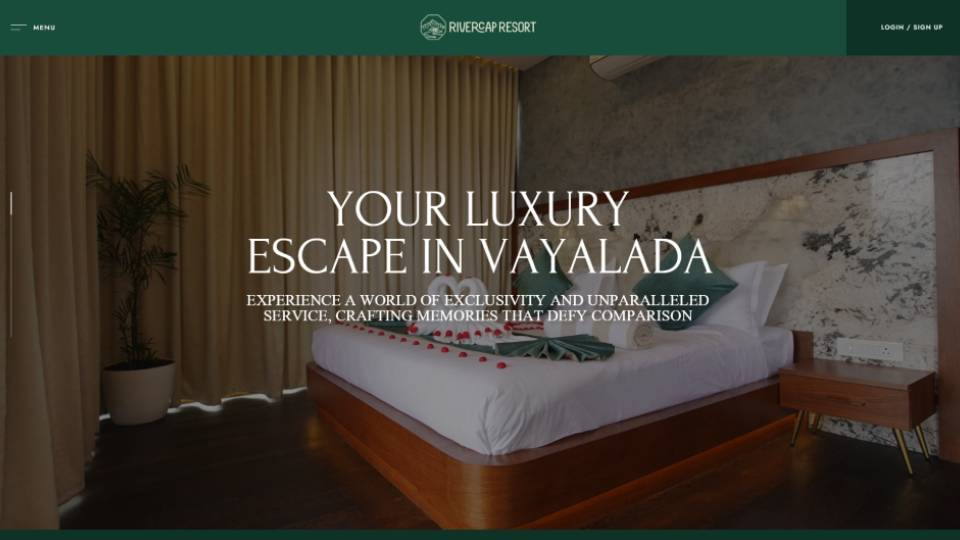 MENU
RIVERGAP RESORT
LOGIN / SIGN UP
YOUR LUXURY
ESCAPE IN VAYALADA
EXPERIENCE A WORLD OF EXCLUSIVITY AND UNPARALLELED
SERVICE, CRAFTING MEMORIES THAT DEFY COMPARISON